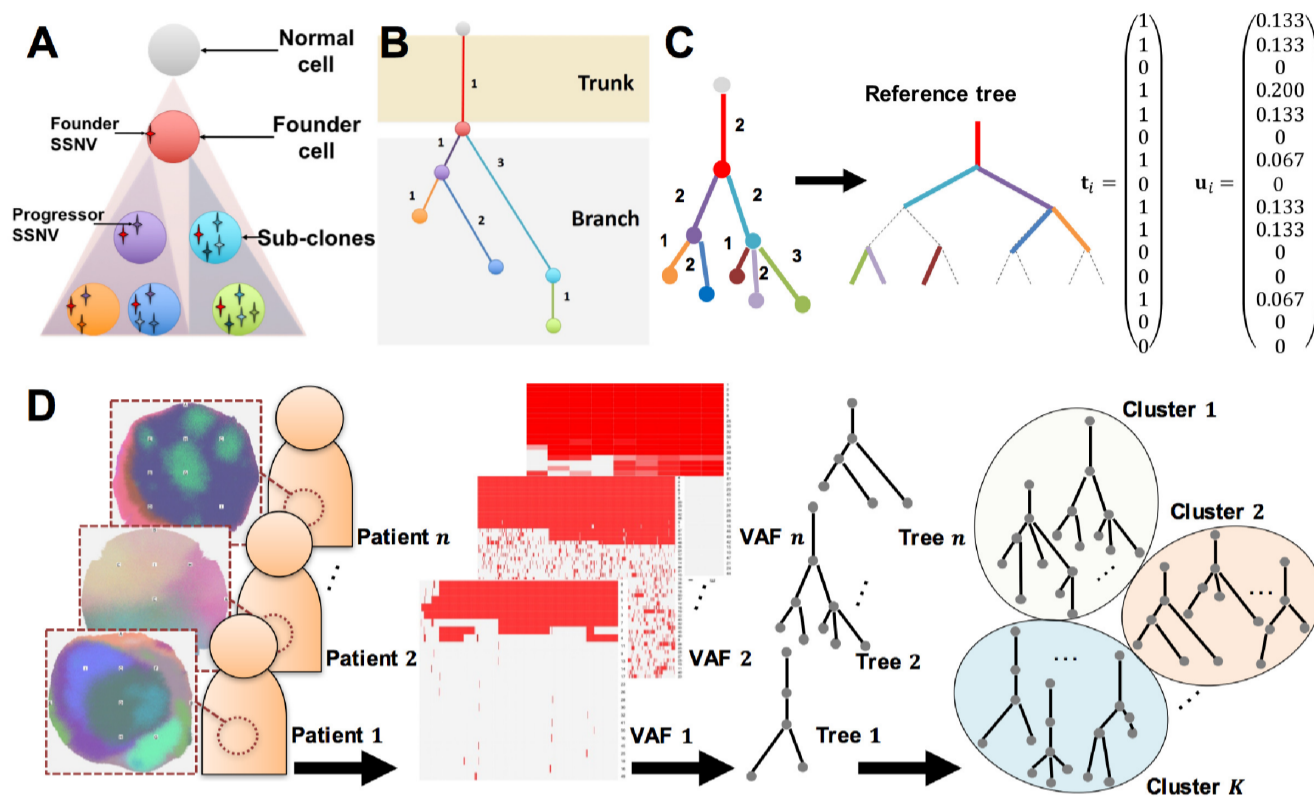 A
Normal
cell
Founder
SSNV
Founder
cell
Progressor
SSNV
Sub-clones
B
Trunk
1
1
3
1
2
Branch
1
C
2
2
2
1
2
1
2
3
Reference tree
t_i =
1
1
0
1
1
0
1
0
1
1
0
0
1
0
0
u_i =
0.133
0.133
0
0.200
0.133
0
0.067
0
0.133
0.133
0
0
0.067
0
0
D
Patient n
Patient 2
Patient 1
VAF n
VAF 2
VAF 1
Tree n
Tree 2
Tree 1
Cluster 1
Cluster 2
Cluster K